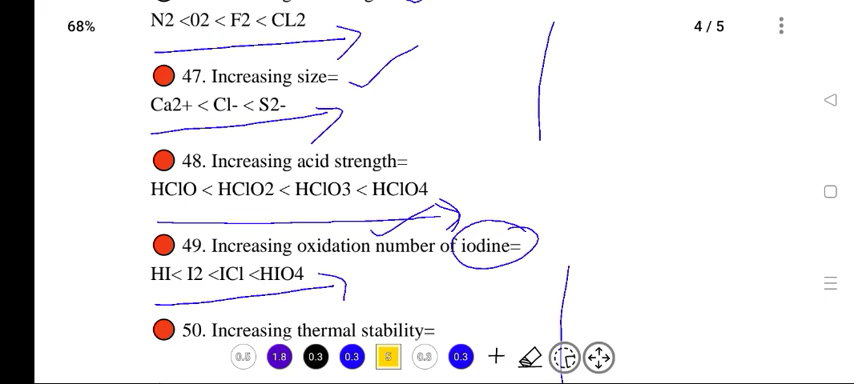 68%
4 / 5
N2 <02 < F2 < CL2
47. Increasing size=
Ca2+ < Cl- < S2-
48. Increasing acid strength=
HClO < HClO2 < HClO3 < HClO4
49. Increasing oxidation number of iodine=
HI< I2 <ICl <HIO4
50. Increasing thermal stability=
0.5 1.8 0.3 0.3 5 0.3 0.3